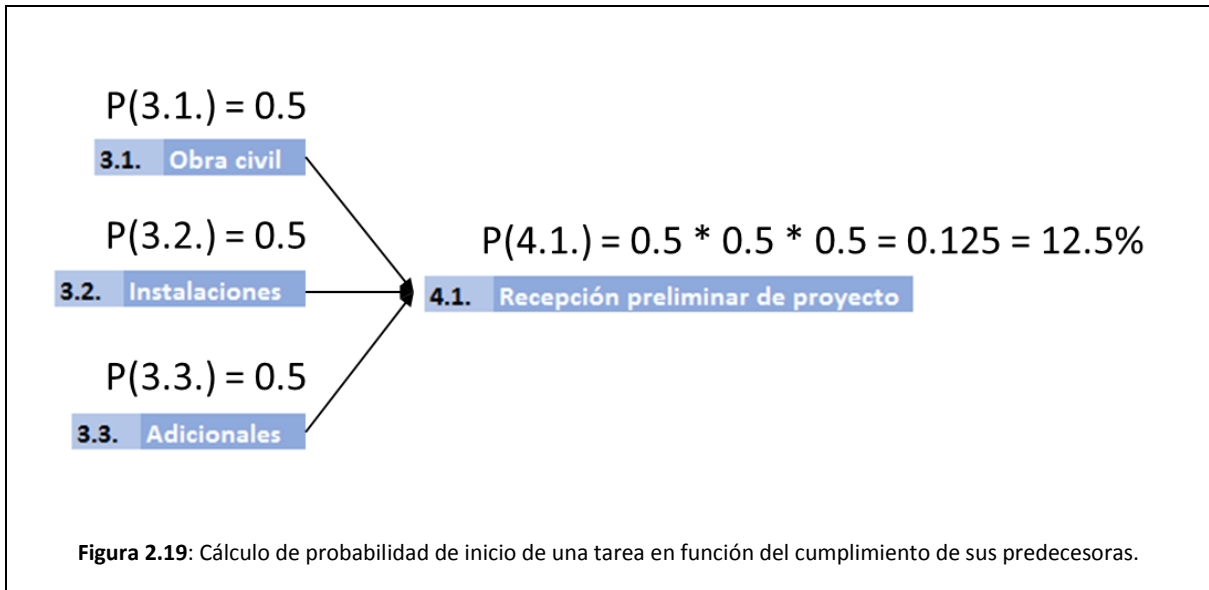 P(3.1.) = 0.5
3.1. Obra civil
P(3.2.) = 0.5
3.2. Instalaciones
P(3.3.) = 0.5
3.3. Adicionales
P(4.1.) = 0.5 * 0.5 * 0.5 = 0.125 = 12.5%
4.1. Recepción preliminar de proyecto
Figura 2.19: Cálculo de probabilidad de inicio de una tarea en función del cumplimiento de sus predecesoras.